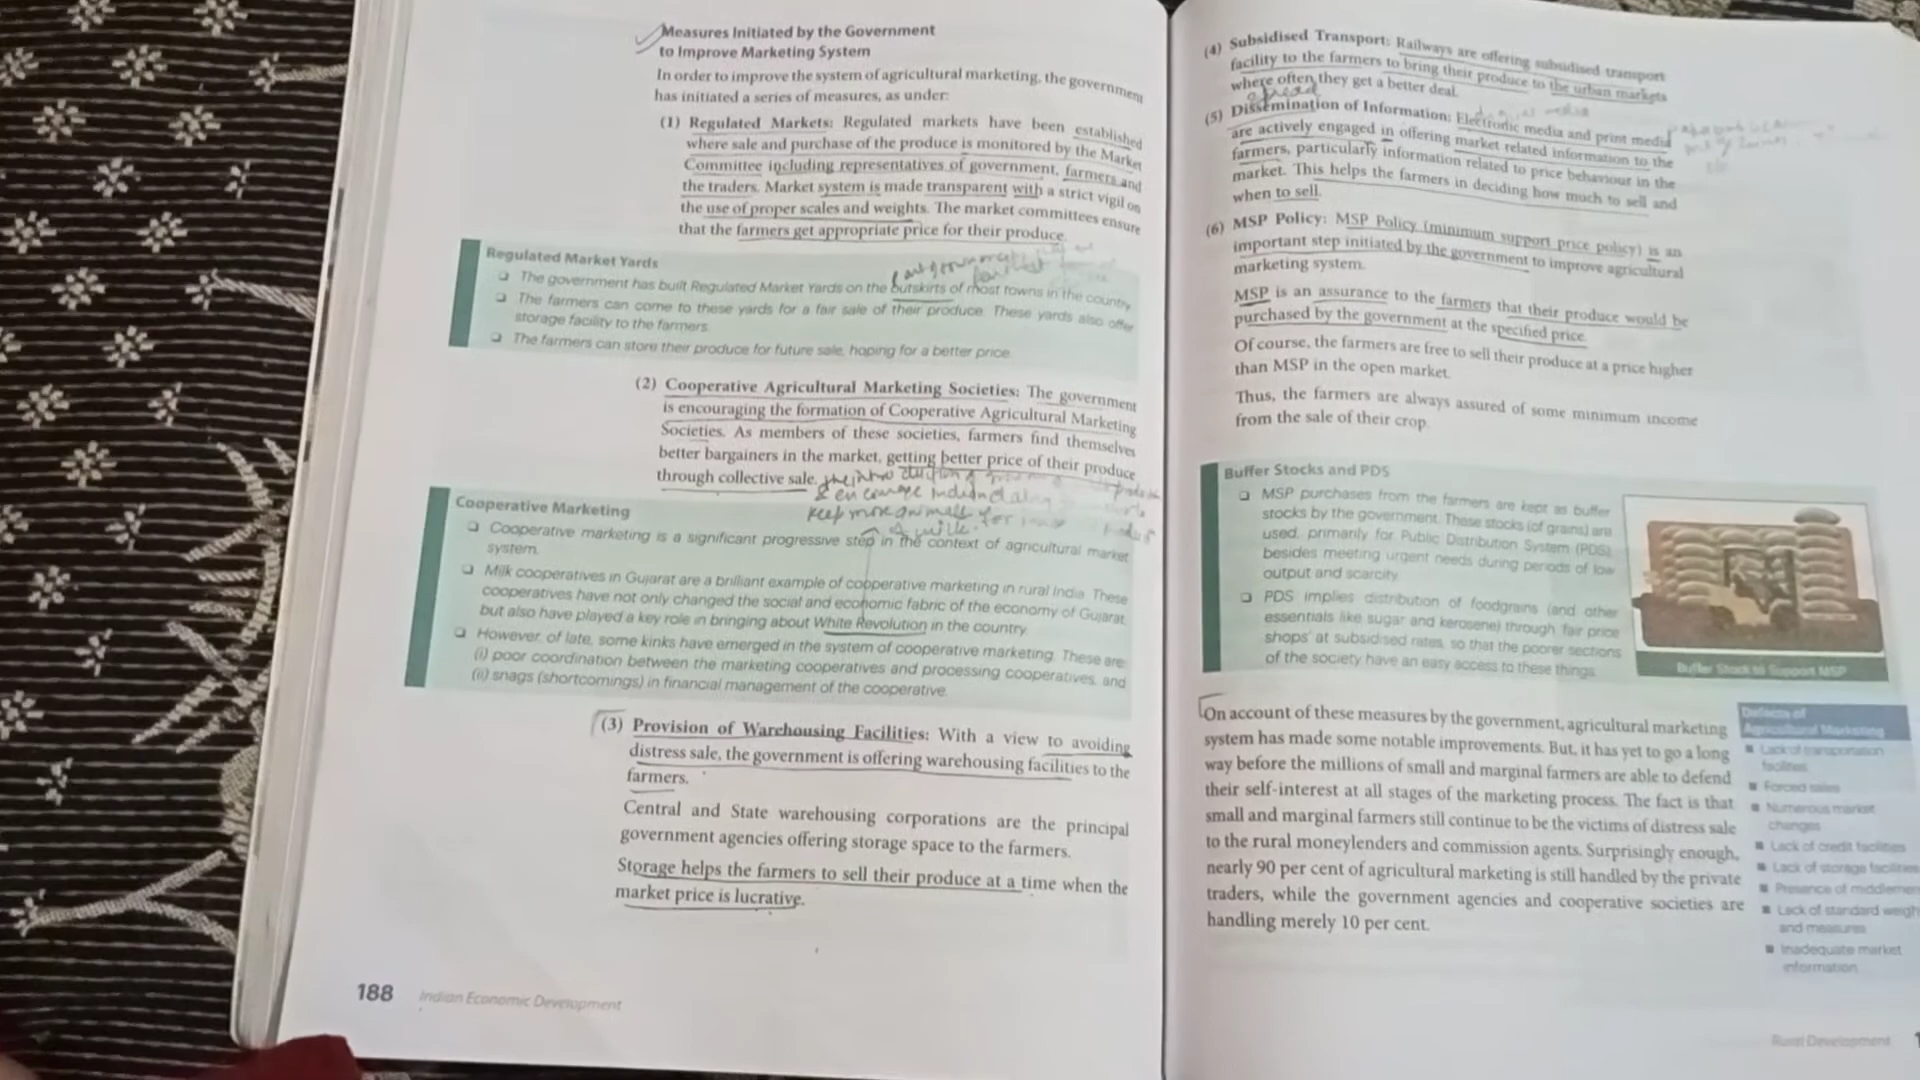 Measures Initiated by the Government
to Improve Marketing System
In order to improve the system of agricultural marketing, the government
has initiated a series of measures, as under:
(1) Regulated Markets: Regulated markets have been established
where sale and purchase of the produce is monitored by the Market
Committee including representatives of government, farmers and
the traders. Market system is made transparent with a strict vigil on
the use of proper scales and weights. The market committees ensure
that the farmers get appropriate price for their produce.
Regulated Market Yards
❑ The government has built Regulated Market Yards on the outskirts of most towns in the country.
❑ The farmers can come to these yards for a fair sale of their produce. These yards also offer
storage facility to the farmers.
❑ The farmers can store their produce for future sale, hoping for a better price.
(2) Cooperative Agricultural Marketing Societies: The government
is encouraging the formation of Cooperative Agricultural Marketing
Societies. As members of these societies, farmers find themselves
better bargainers in the market, getting better price of their produce
through collective sale.
& encourage
keep more
of milk. for
Cooperative Marketing
❑ Cooperative marketing is a significant progressive step in the context of agricultural market
system.
❑ Milk cooperatives in Gujarat are a brilliant example of cooperative marketing in rural India. These
cooperatives have not only changed the social and economic fabric of the economy of Gujarat,
but also have played a key role in bringing about White Revolution in the country.
❑ However, of late, some kinks have emerged in the system of cooperative marketing. These are:
(i) poor coordination between the marketing cooperatives and processing cooperatives, and
(ii) snags (shortcomings) in financial management of the cooperative.
(3) Provision of Warehousing Facilities: With a view to avoiding
distress sale, the government is offering warehousing facilities to the
farmers.
Central and State warehousing corporations are the principal
government agencies offering storage space to the farmers.
Storage helps the farmers to sell their produce at a time when the
market price is lucrative.
188 Indian Economic Development
(4) Subsidised Transport: Railways are offering subsidised transport
facility to the farmers to bring their produce to the urban markets
where often they get a better deal.
spread
(5) Dissemination of Information: Electronic media and print media
are actively engaged in offering market related information to the
farmers, particularly information related to price behaviour in the
market. This helps the farmers in deciding how much to sell and
when to sell.
(6) MSP Policy: MSP Policy (minimum support price policy) is an
important step initiated by the government to improve agricultural
marketing system.
MSP is an assurance to the farmers that their produce would be
purchased by the government at the specified price.
Of course, the farmers are free to sell their produce at a price higher
than MSP in the open market.
Thus, the farmers are always assured of some minimum income
from the sale of their crop.
Buffer Stocks and PDS
❑ MSP purchases from the farmers are kept as buffer
stocks by the government. These stocks (of grains) are
used, primarily for Public Distribution System (PDS),
besides meeting urgent needs during periods of low
output and scarcity.
❑ PDS implies distribution of foodgrains (and other
essentials like sugar and kerosene) through 'fair price
shops' at subsidised rates, so that the poorer sections
of the society have an easy access to these things.
Buffer Stock to Support MSP
On account of these measures by the government, agricultural marketing
system has made some notable improvements. But, it has yet to go a long
way before the millions of small and marginal farmers are able to defend
their self-interest at all stages of the marketing process. The fact is that
small and marginal farmers still continue to be the victims of distress sale
to the rural moneylenders and commission agents. Surprisingly enough,
nearly 90 per cent of agricultural marketing is still handled by the private
traders, while the government agencies and cooperative societies are
handling merely 10 per cent.
Defects of
Agricultural Marketing
■ Lack of transportation
facilities
■ Forced sales
■ Numerous market
charges
■ Lack of credit facilities
■ Lack of storage facilities
■ Presence of middlemen
■ Lack of standard weigh
and measures
■ Inadequate market
information
Rural Development 1